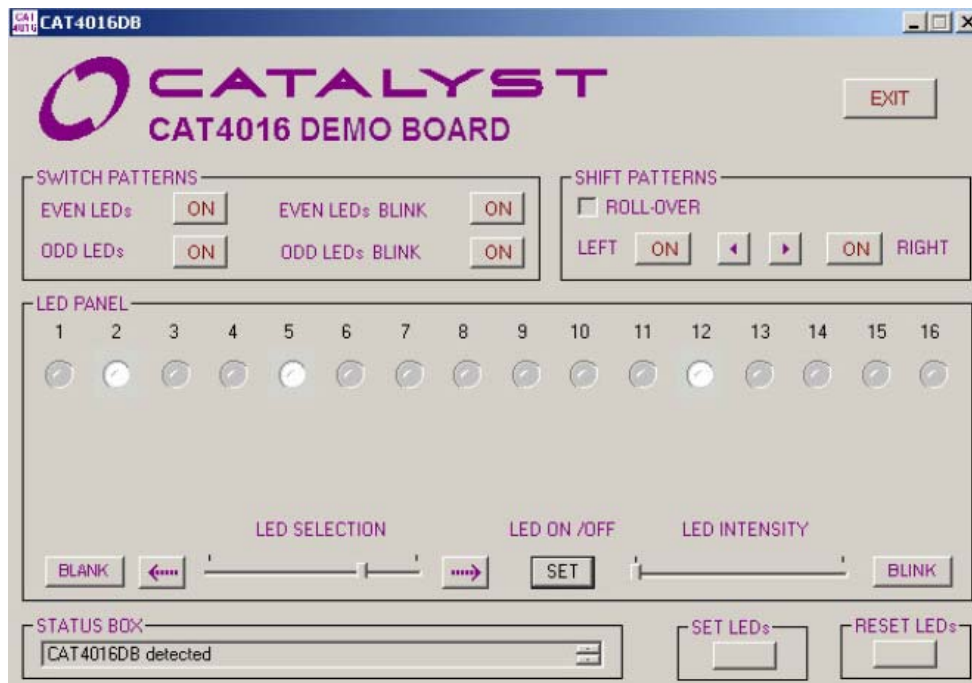 CAT4016DB
CATALYST
CAT4016 DEMO BOARD
EXIT
SWITCH PATTERNS
EVEN LEDs ON EVEN LEDs BLINK ON
ODD LEDs ON ODD LEDs BLINK ON
SHIFT PATTERNS
ROLL-OVER
LEFT ON ON RIGHT
LED PANEL
1 2 3 4 5 6 7 8 9 10 11 12 13 14 15 16
LED SELECTION LED ON /OFF LED INTENSITY
BLANK SET BLINK
STATUS BOX
CAT4016DB detected
SET LEDs
RESET LEDs